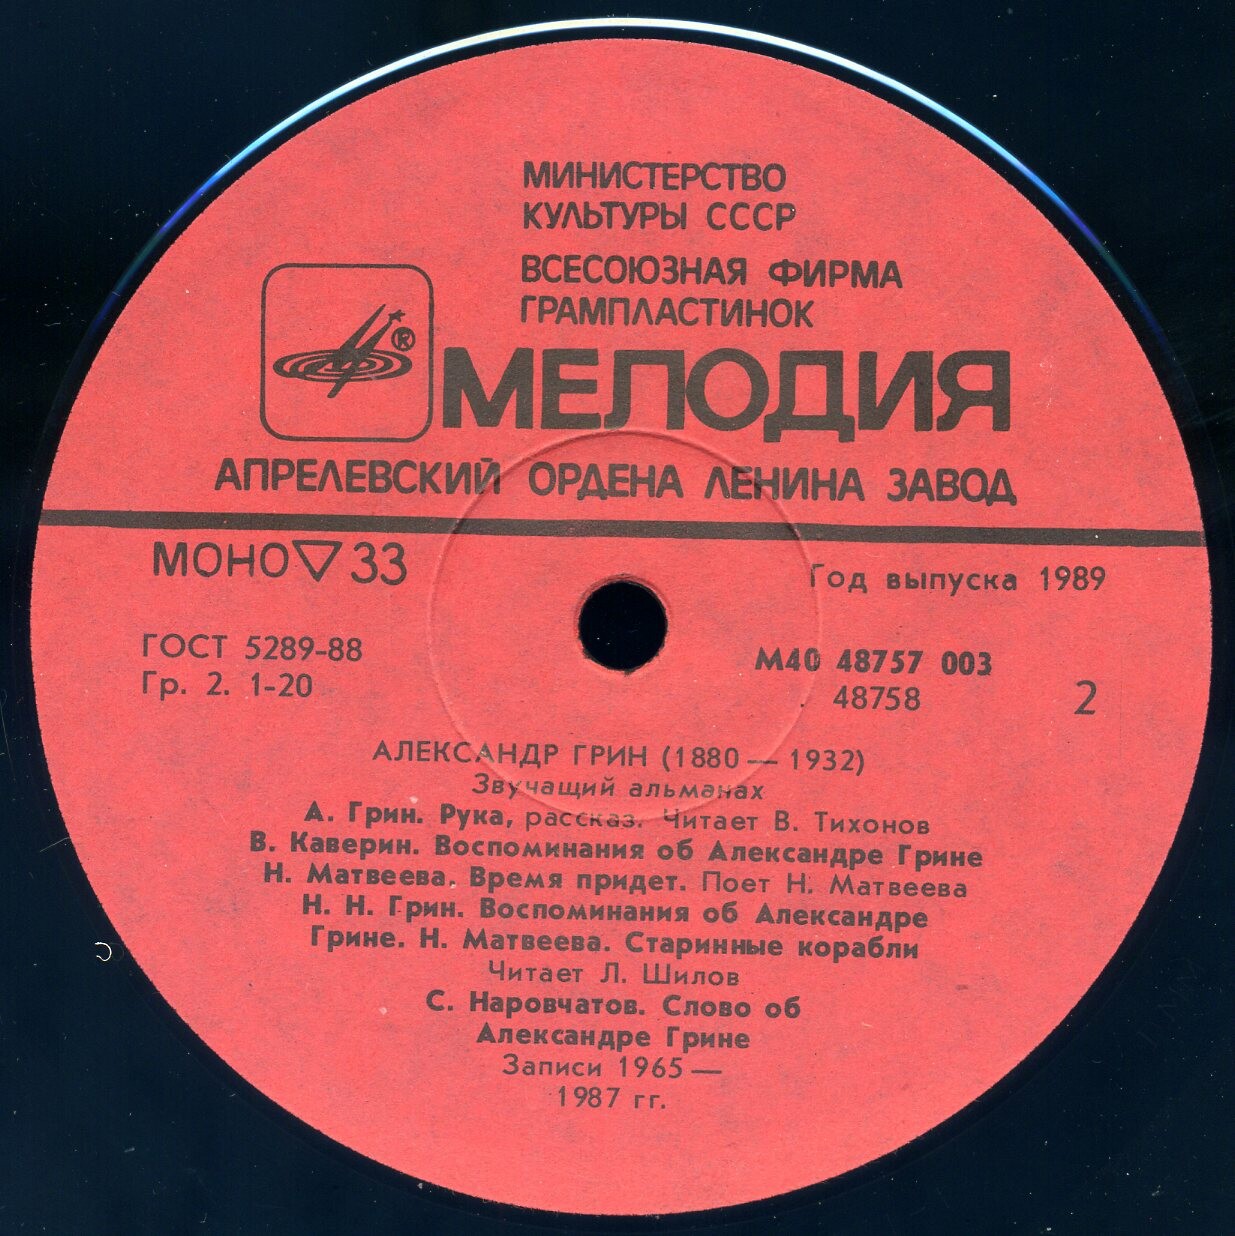 МИНИСТЕРСТВО
КУЛЬТУРЫ СССР
ВСЕСОЮЗНАЯ ФИРМА
ГРАМПЛАСТИНОК
®
МЕЛОДИЯ
АПРЕЛЕВСКИЙ ОРДЕНА ЛЕНИНА ЗАВОД
МОНО ▽ 33
Год выпуска 1989
ГОСТ 5289-88
Гр. 2. 1-20
М40 48757 003
48758
2
АЛЕКСАНДР ГРИН (1880 — 1932)
Звучащий альманах
А. Грин. Рука, рассказ. Читает В. Тихонов
В. Каверин. Воспоминания об Александре Грине
Н. Матвеева. Время придет. Поет Н. Матвеева
Н. Н. Грин. Воспоминания об Александре
Грине. Н. Матвеева. Старинные корабли
Читает Л. Шилов
С. Наровчатов. Слово об
Александре Грине
Записи 1965 —
1987 гг.